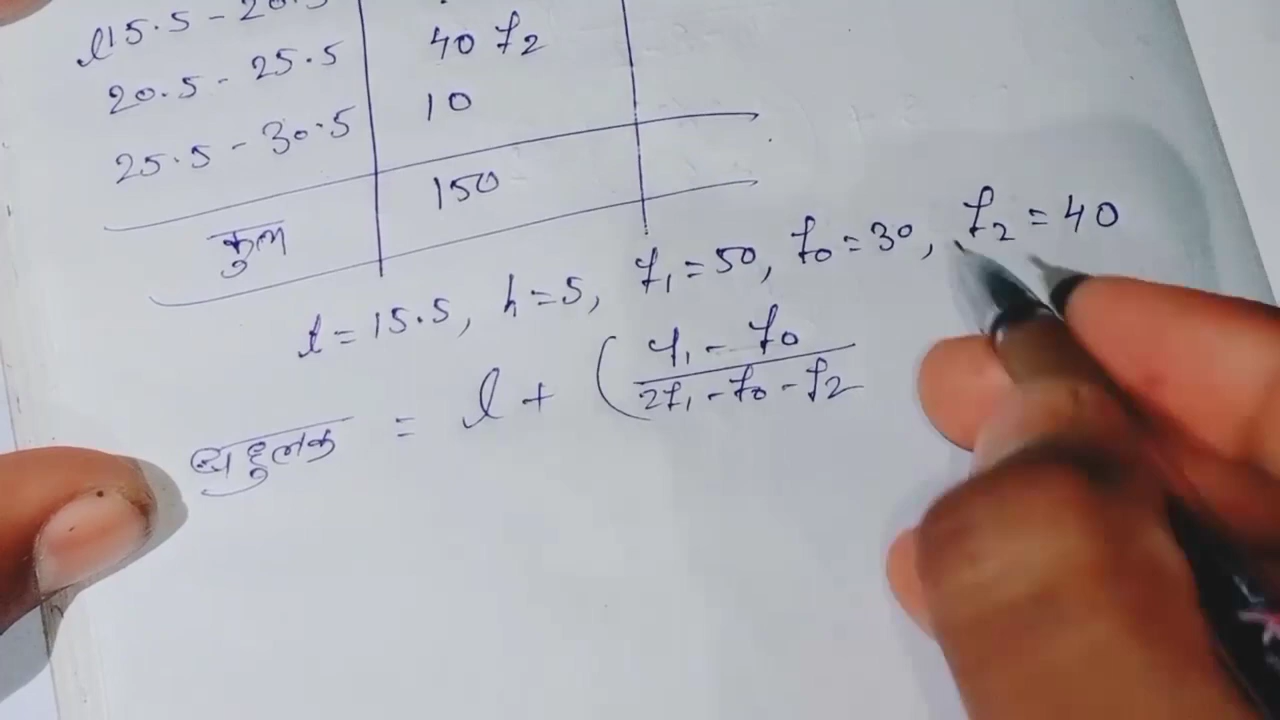 l 15.5 - 20.5
20.5 - 25.5 40 f2
25.5 - 30.5 10
कुल 150
l = 15.5, h = 5, f1 = 50, f0 = 30, f2 = 40
बहुलक = l + ( f1 - f0 / 2f1 - f0 - f2